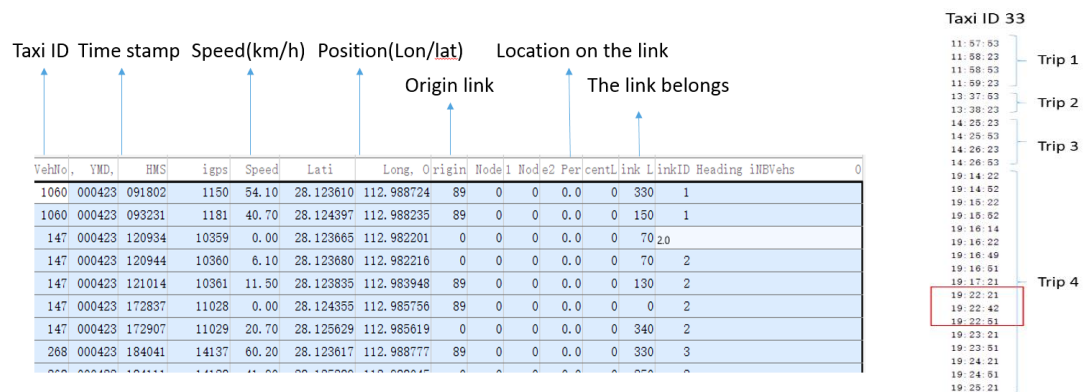 Taxi ID Time stamp Speed(km/h) Position(Lon/lat) Location on the link
Origin link The link belongs
VehNo, YMD, HMS igps Speed Lati Long, O rigin Node 1 Nod e2 Per centL ink L inkID Heading iNBVehs 0
1060 000423 091802 1150 54.10 28.123610 112.988724 89 0 0 0.0 0 330 1
1060 000423 093231 1181 40.70 28.124397 112.988235 89 0 0 0.0 0 150 1
147 000423 120934 10359 0.00 28.123665 112.982201 0 0 0 0.0 0 70 2.0
147 000423 120944 10360 6.10 28.123680 112.982216 0 0 0 0.0 0 70 2
147 000423 121014 10361 11.50 28.123835 112.983948 89 0 0 0.0 0 130 2
147 000423 172837 11028 0.00 28.124355 112.985756 89 0 0 0.0 0 0 2
147 000423 172907 11029 20.70 28.125629 112.985619 0 0 0 0.0 0 340 2
268 000423 184041 14137 60.20 28.123617 112.988777 89 0 0 0.0 0 330 3
Taxi ID 33
11:57:53
11:58:23
Trip 1
11:58:53
11:59:23
13:37:53
Trip 2
13:38:23
14:25:23
14:25:53
Trip 3
14:26:23
14:26:53
19:14:22
19:14:52
19:15:22
19:15:52
19:16:14
19:16:22
19:16:49
19:16:51
19:17:21
Trip 4
19:22:21
19:22:42
19:22:51
19:23:21
19:23:51
19:24:21
19:24:51
19:25:21